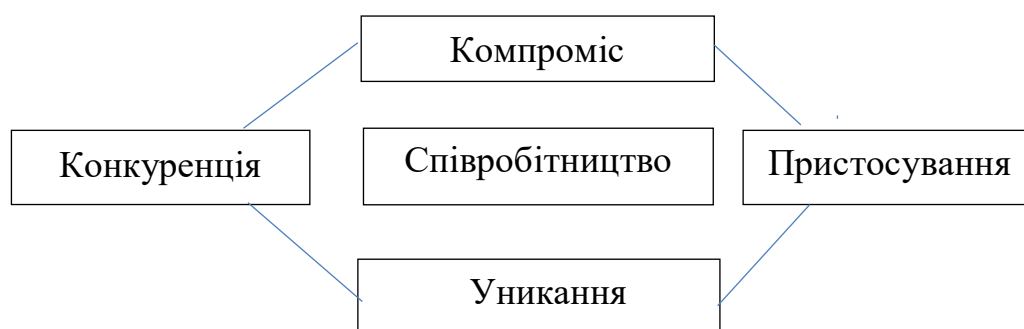 Компроміс
Конкуренція
Співробітництво
Пристосування
Уникання